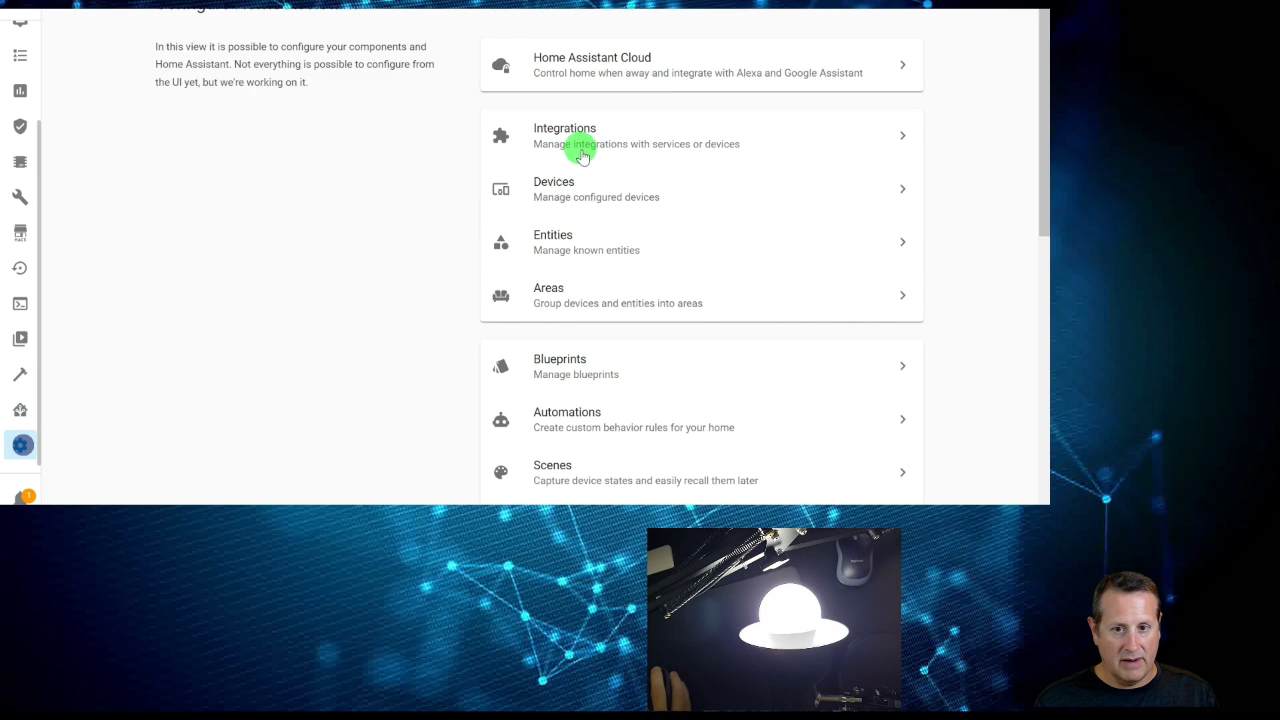 In this view it is possible to configure your components and
Home Assistant. Not everything is possible to configure from
the UI yet, but we're working on it.
Home Assistant Cloud
Control home when away and integrate with Alexa and Google Assistant
Integrations
Manage integrations with services or devices
Devices
Manage configured devices
Entities
Manage known entities
Areas
Group devices and entities into areas
Blueprints
Manage blueprints
Automations
Create custom behavior rules for your home
Scenes
Capture device states and easily recall them later
HACS
1